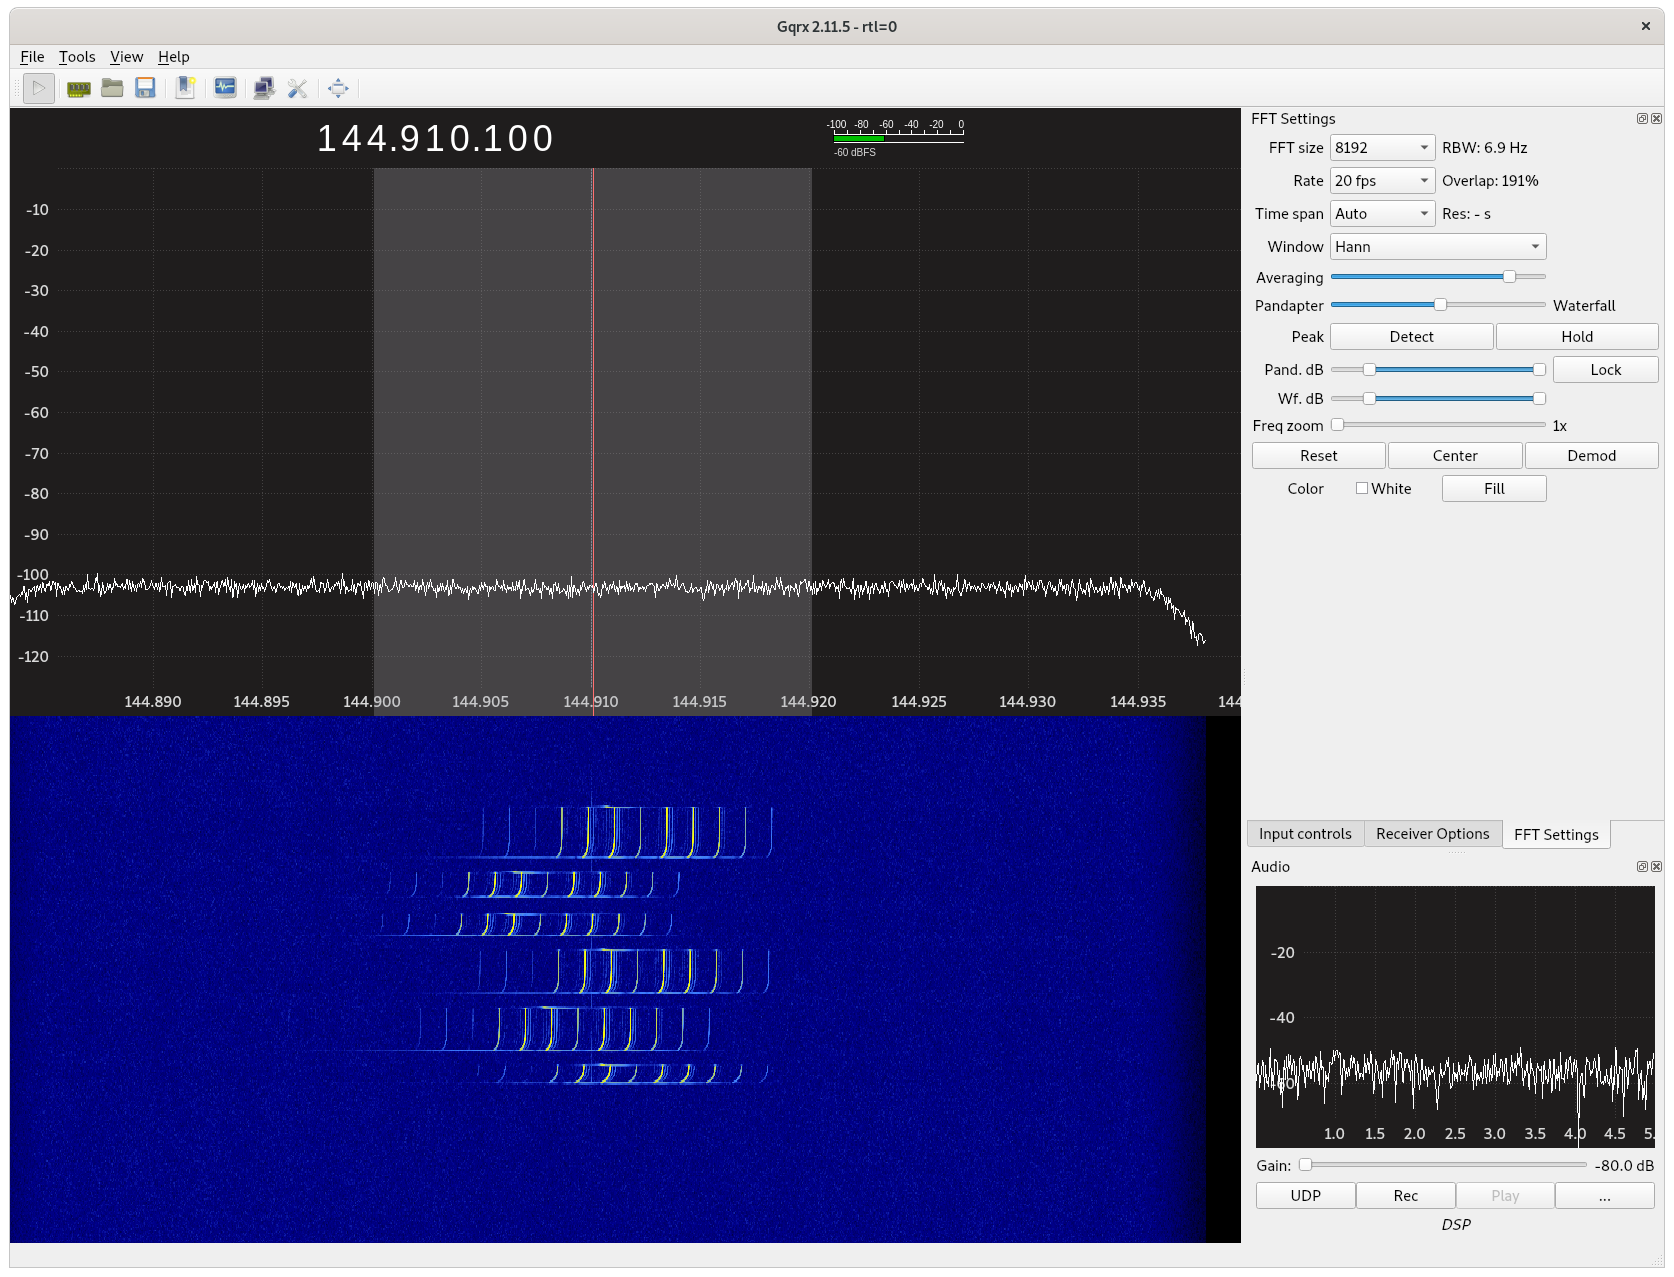 Gqrx 2.11.5 - rtl=0
File Tools View Help
144.910.100
-100 -80 -60 -40 -20 0
-60 dBFS
-10
-20
-30
-40
-50
-60
-70
-80
-90
-100
-110
-120
144.890 144.895 144.900 144.905 144.910 144.915 144.920 144.925 144.930 144.935 144
FFT Settings
FFT size 8192 RBW: 6.9 Hz
Rate 20 fps Overlap: 191%
Time span Auto Res: - s
Window Hann
Averaging
Pandapter Waterfall
Peak Detect Hold
Pand. dB Lock
Wf. dB
Freq zoom 1x
Reset Center Demod
Color White Fill
Input controls Receiver Options FFT Settings
Audio
-20
-40
-60
1.0 1.5 2.0 2.5 3.0 3.5 4.0 4.5 5.
Gain: -80.0 dB
UDP Rec Play ...
DSP